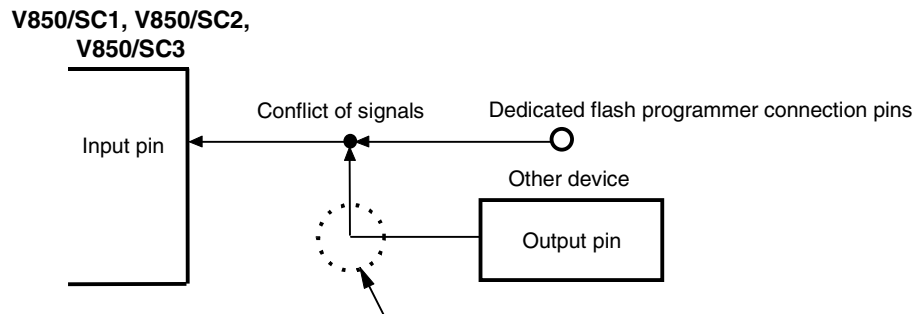 V850/SC1, V850/SC2,
V850/SC3
Conflict of signals
Dedicated flash programmer connection pins
Input pin
Other device
Output pin